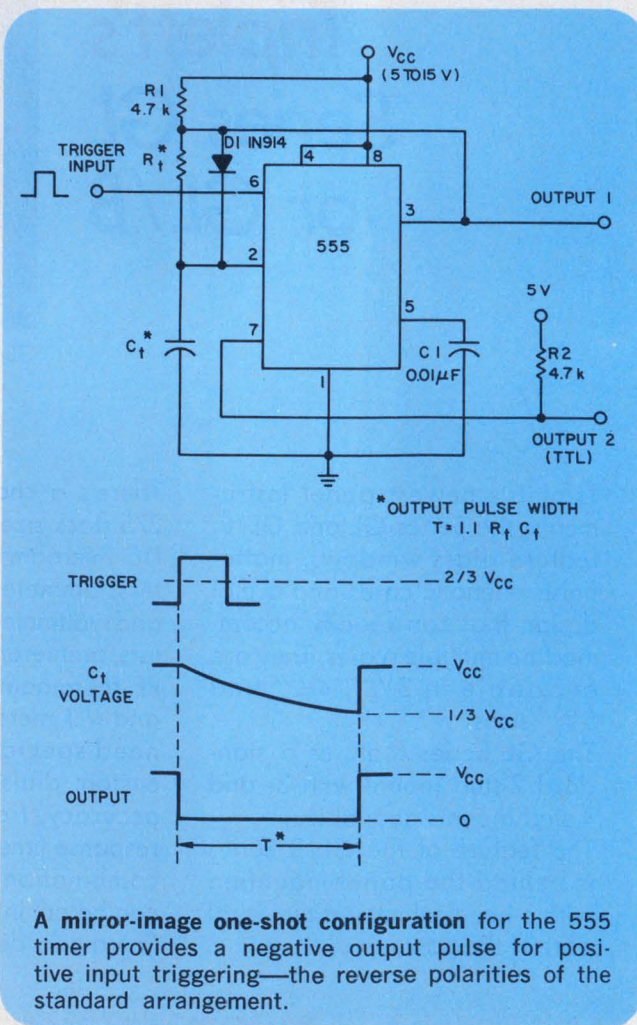 VCC
(5 TO 15 V)
R1
4.7 k
D1 IN914
TRIGGER
INPUT
Rt*
4
8
6
3
OUTPUT 1
555
2
5 V
7
5
Ct*
C1
0.01µF
R2
4.7 k
1
OUTPUT 2
(TTL)
*OUTPUT PULSE WIDTH
T= 1.1 Rt Ct
TRIGGER
2/3 VCC
Ct
VOLTAGE
VCC
1/3 VCC
OUTPUT
VCC
0
T*
A mirror-image one-shot configuration for the 555
timer provides a negative output pulse for posi-
tive input triggering—the reverse polarities of the
standard arrangement.